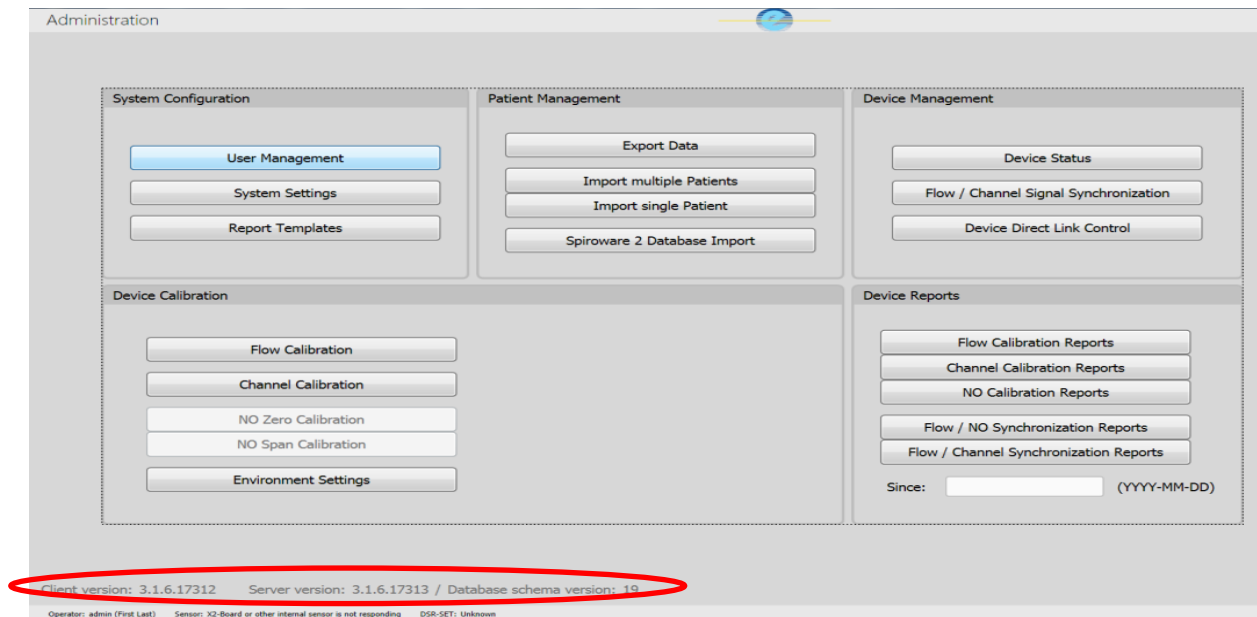 Administration
System Configuration
User Management
System Settings
Report Templates
Patient Management
Export Data
Import multiple Patients
Import single Patient
Spiroware 2 Database Import
Device Management
Device Status
Flow / Channel Signal Synchronization
Device Direct Link Control
Device Calibration
Flow Calibration
Channel Calibration
NO Zero Calibration
NO Span Calibration
Environment Settings
Device Reports
Flow Calibration Reports
Channel Calibration Reports
NO Calibration Reports
Flow / NO Synchronization Reports
Flow / Channel Synchronization Reports
Since: (YYYY-MM-DD)
Client version: 3.1.6.17312 Server version: 3.1.6.17313 / Database schema version: 19
Operator: admin (First Last) Sensor: X2-Board or other internal sensor is not responding DSR-SET: Unknown